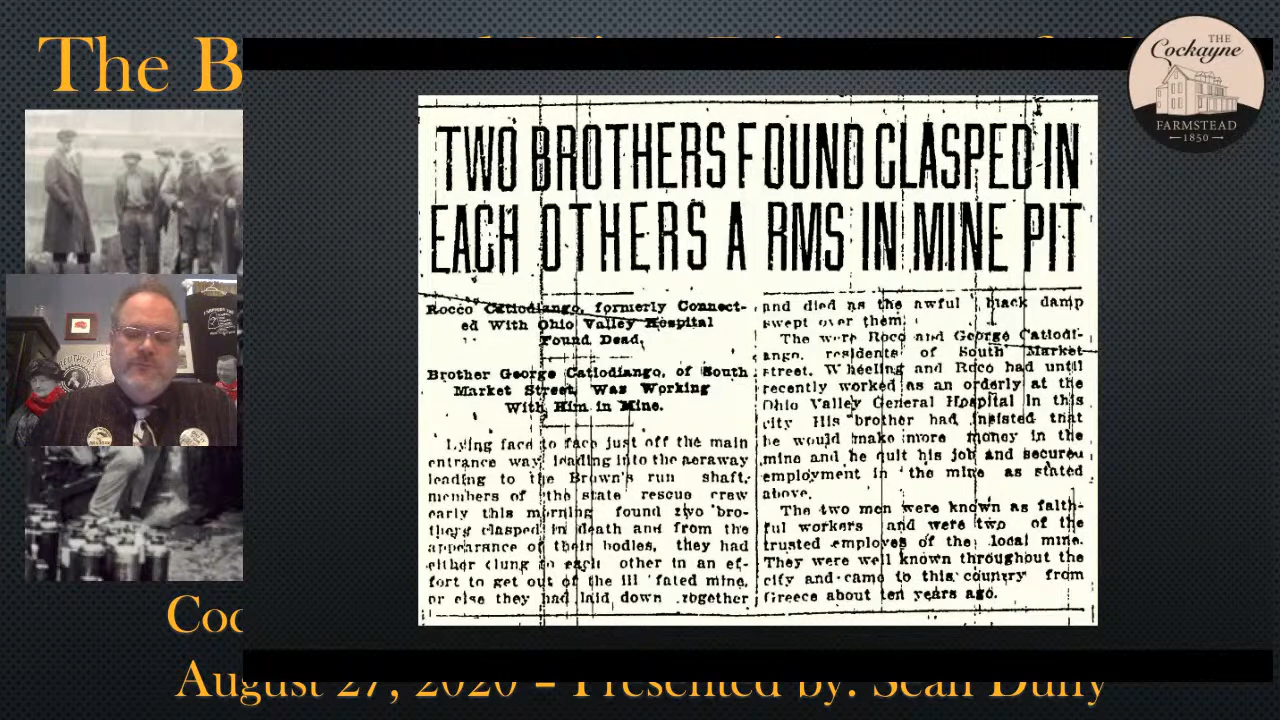 The B
THE
Cockayne
FARMSTEAD
1850
TWO BROTHERS FOUND CLASPED IN
EACH OTHERS A RMS IN MINE PIT
Rocco Catlodiango, formerly Connect-
ed With Ohio Valley Hospital
Found Dead.
Brother George Catlodiango, of South
Market Street, Was Working
With Him in Mine.
Lying face to face just off the main
entrance way leading into the aeraway
leading to the Brown's run shaft,
members of the state rescue crew
early this morning found two bro-
thers clasped in death and from the
appearance of their bodies, they had
either clung to each other in an ef-
fort to get out of the ill fated mine,
or else they had laid down together
and died as the awful black damp
swept over them.
The were Roco and George Catlodi-
ango, residents of South Market
street, Wheeling and Roco had until
recently worked as an orderly at the
Ohio Valley General Hospital in this
city His brother had insisted that
he would make more money in the
mine and he quit his job and secured
employment in the mine as stated
above.
The two men were known as faith-
ful workers and were two of the
trusted employes of the local mine.
They were well known throughout the
city and came to this country from
Greece about ten years ago.
Coc
August 27, 2020 – Presented by: Sean Duffy